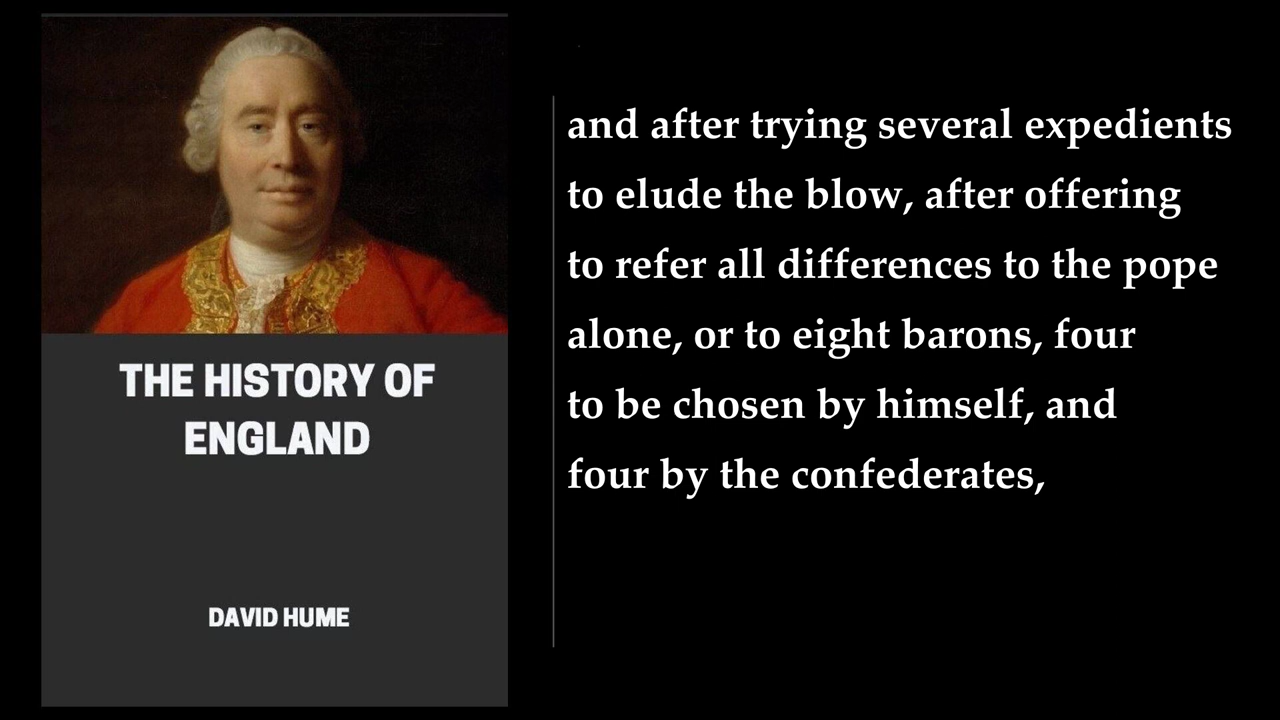 THE HISTORY OF
ENGLAND
DAVID HUME
and after trying several expedients
to elude the blow, after offering
to refer all differences to the pope
alone, or to eight barons, four
to be chosen by himself, and
four by the confederates,